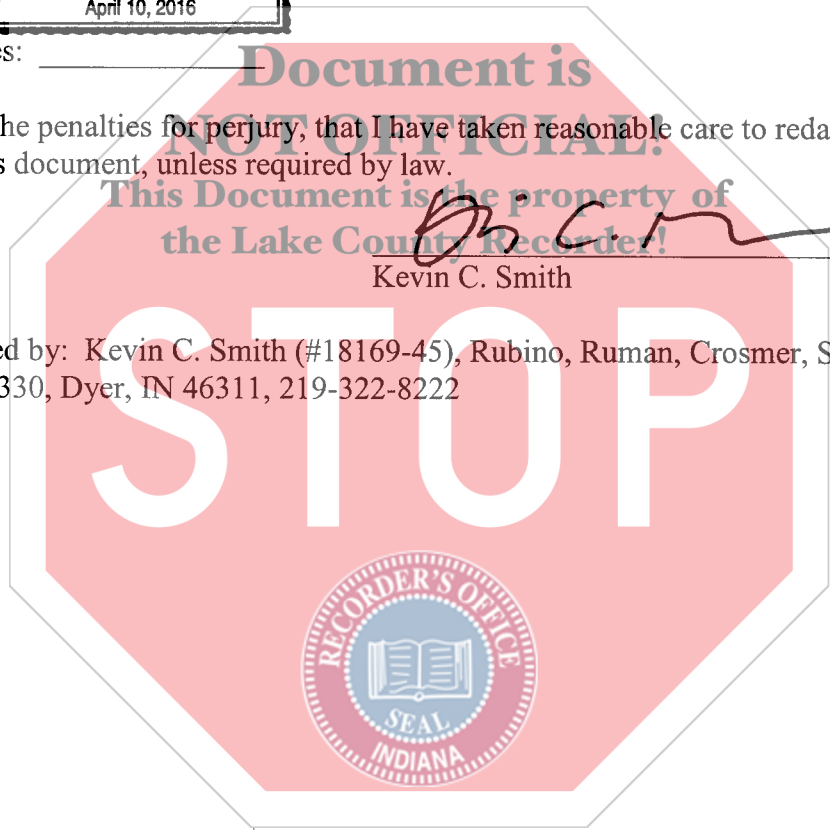 April 10, 2016
es:
Document is
he penalties for perjury, that I have taken reasonable care to reda
NOT OFFICIAL!
s document, unless required by law.
This Document is the property of
the Lake County Recorder!
Kevin C. Smith
STOP
ed by: Kevin C. Smith (#18169-45), Rubino, Ruman, Crosmer, S
330, Dyer, IN 46311, 219-322-8222
RECORDER'S OFFICE
SEAL
INDIANA